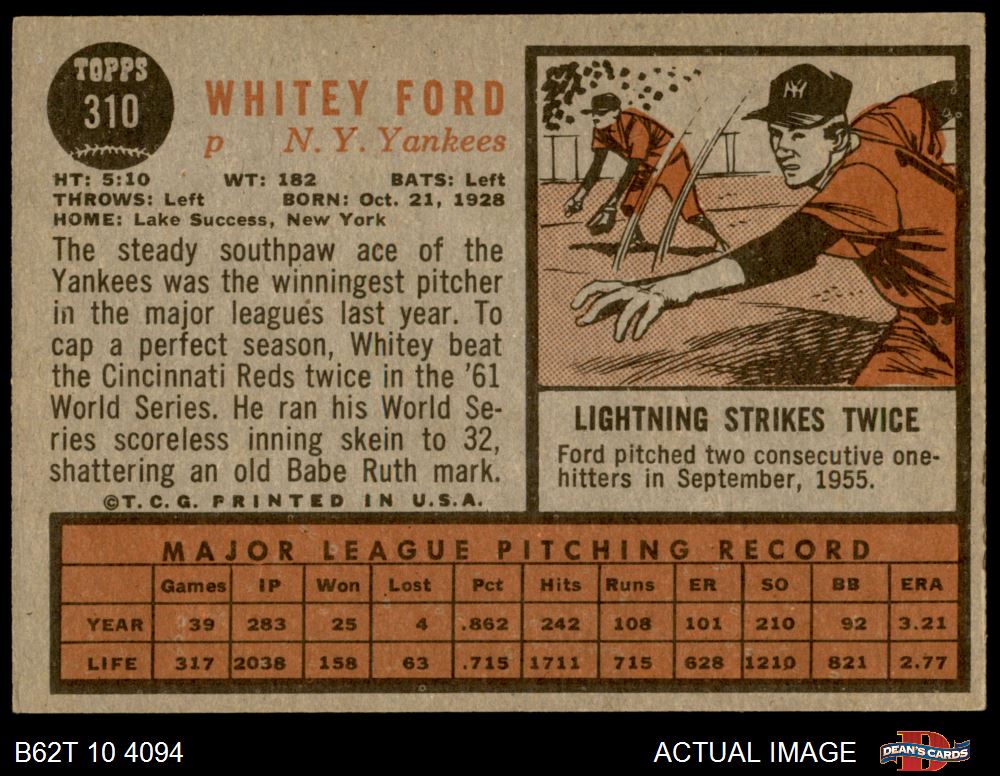 TOPPS
310
WHITEY FORD
p N. Y. Yankees
HT: 5:10 WT: 182 BATS: Left
THROWS: Left BORN: Oct. 21, 1928
HOME: Lake Success, New York
The steady southpaw ace of the
Yankees was the winningest pitcher
in the major leagues last year. To
cap a perfect season, Whitey beat
the Cincinnati Reds twice in the '61
World Series. He ran his World Se-
ries scoreless inning skein to 32,
shattering an old Babe Ruth mark.
©T. C. G. PRINTED IN U. S. A.
NY
LIGHTNING STRIKES TWICE
Ford pitched two consecutive one-
hitters in September, 1955.
MAJOR LEAGUE PITCHING RECORD
Games IP Won Lost Pct Hits Runs ER SO BB ERA
YEAR 39 283 25 4 .862 242 108 101 210 92 3.21
LIFE 317 2038 158 63 .715 1711 715 628 1210 821 2.77
B62T 10 4094 ACTUAL IMAGE
D
DEAN'S CARDS